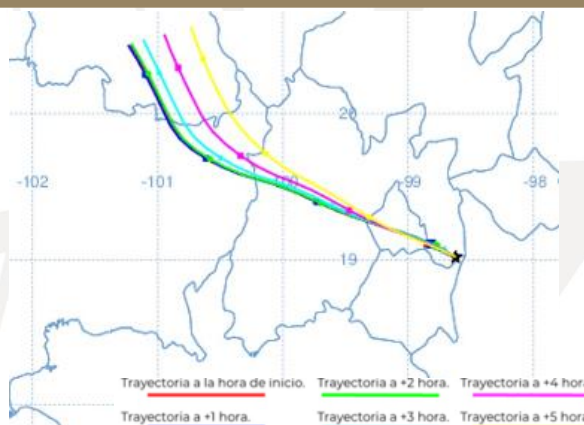 20
-102 -101 -100 -99 -98
19
Trayectoria a la hora de inicio. Trayectoria a +2 hora. Trayectoria a +4 hora
Trayectoria a +1 hora. Trayectoria a +3 hora. Trayectoria a +5 hora